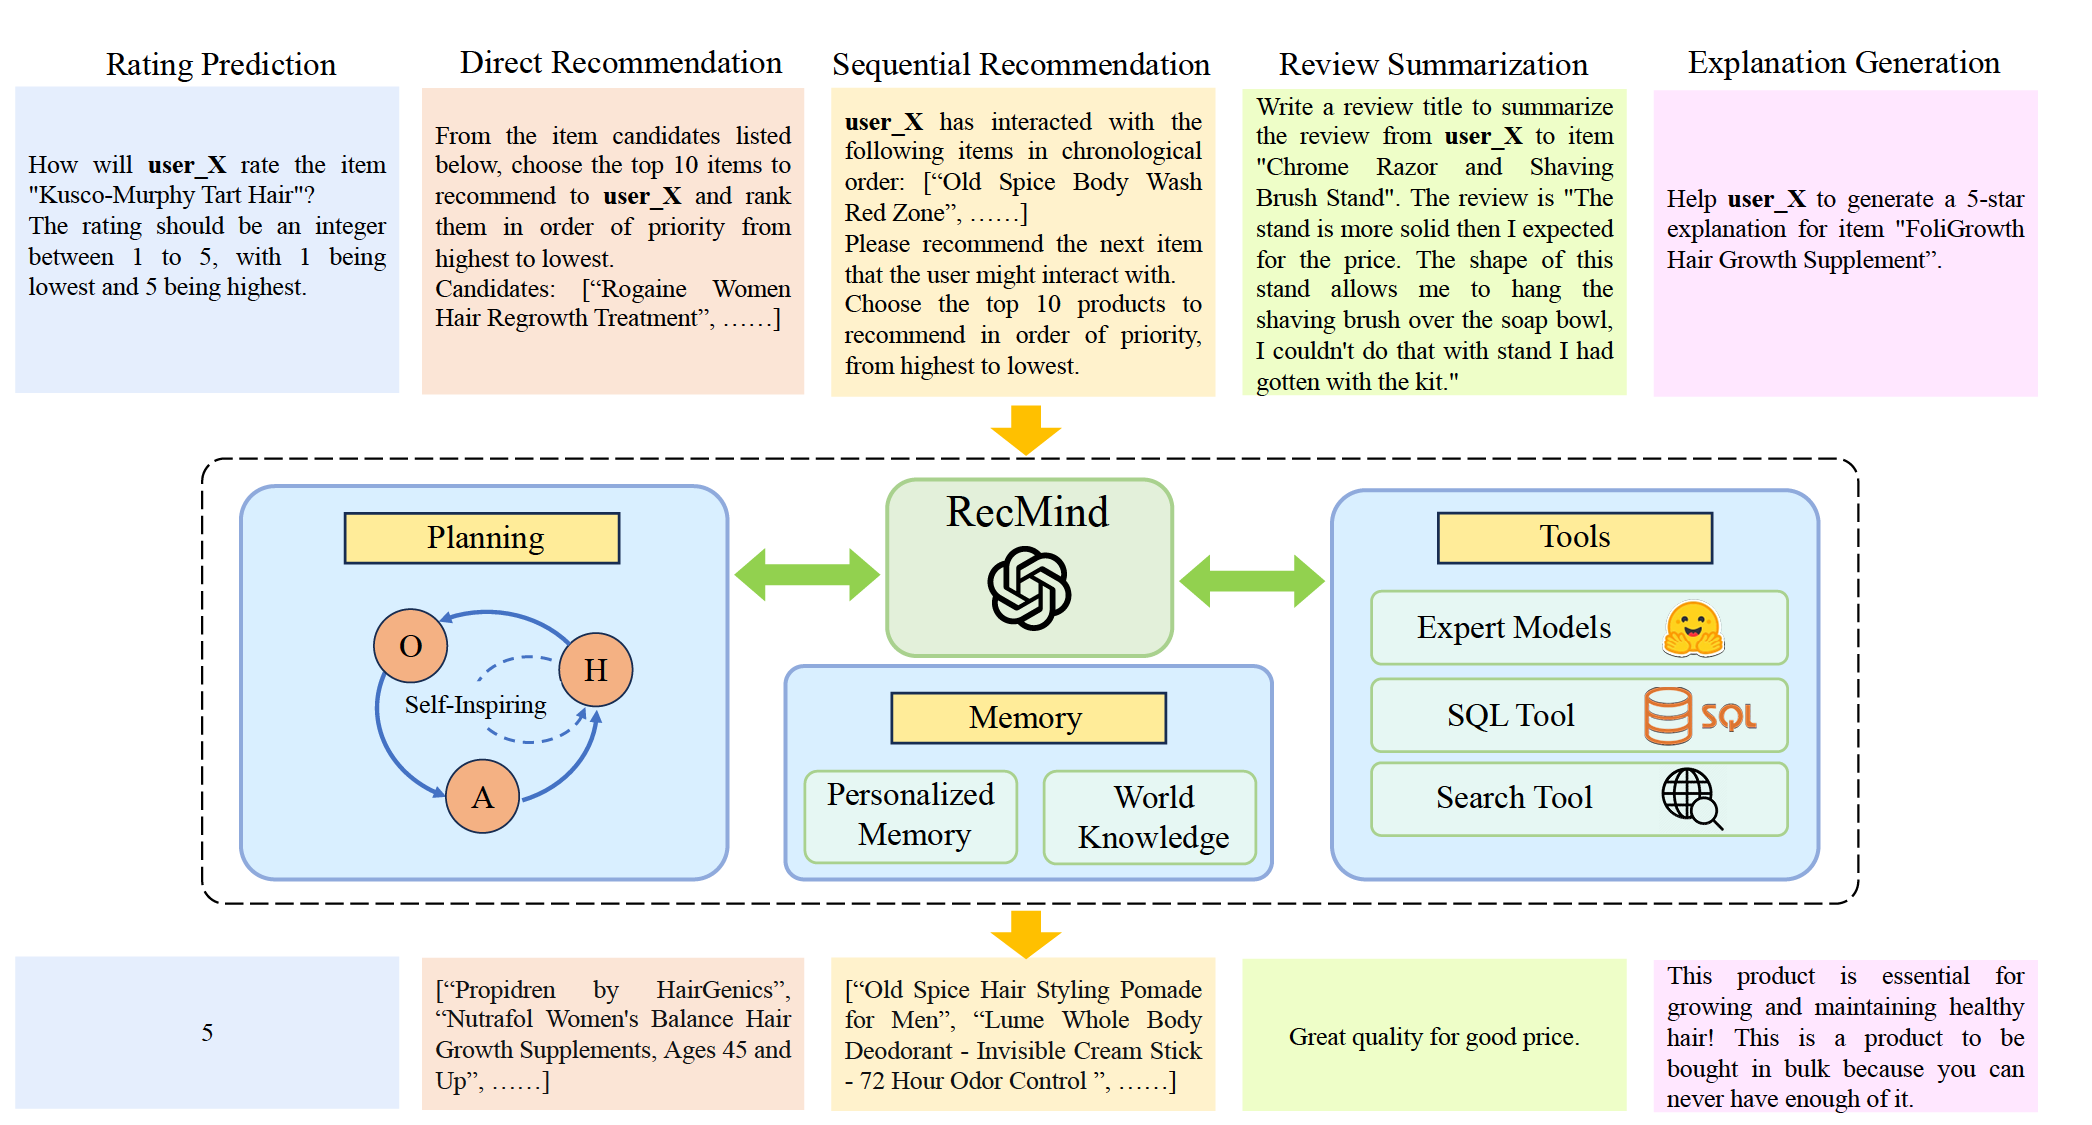 Rating Prediction
How will user_X rate the item
"Kusco-Murphy Tart Hair"?
The rating should be an integer
between 1 to 5, with 1 being
lowest and 5 being highest.
Direct Recommendation
From the item candidates listed
below, choose the top 10 items to
recommend to user_X and rank
them in order of priority from
highest to lowest.
Candidates: [“Rogaine Women
Hair Regrowth Treatment”, ……]
Sequential Recommendation
user_X has interacted with the
following items in chronological
order: [“Old Spice Body Wash
Red Zone”, ……]
Please recommend the next item
that the user might interact with.
Choose the top 10 products to
recommend in order of priority,
from highest to lowest.
Review Summarization
Write a review title to summarize
the review from user_X to item
"Chrome Razor and Shaving
Brush Stand". The review is "The
stand is more solid then I expected
for the price. The shape of this
stand allows me to hang the
shaving brush over the soap bowl,
I couldn't do that with stand I had
gotten with the kit."
Explanation Generation
Help user_X to generate a 5-star
explanation for item "FoliGrowth
Hair Growth Supplement”.
Planning
O
H
Self-Inspiring
A
RecMind
Memory
Personalized
Memory
World
Knowledge
Tools
Expert Models
SQL Tool
SQL
Search Tool
5
[“Propidren by HairGenics”,
“Nutrafol Women's Balance Hair
Growth Supplements, Ages 45 and
Up”, ……]
[“Old Spice Hair Styling Pomade
for Men”, “Lume Whole Body
Deodorant - Invisible Cream Stick
- 72 Hour Odor Control ”, ……]
Great quality for good price.
This product is essential for
growing and maintaining healthy
hair! This is a product to be
bought in bulk because you can
never have enough of it.